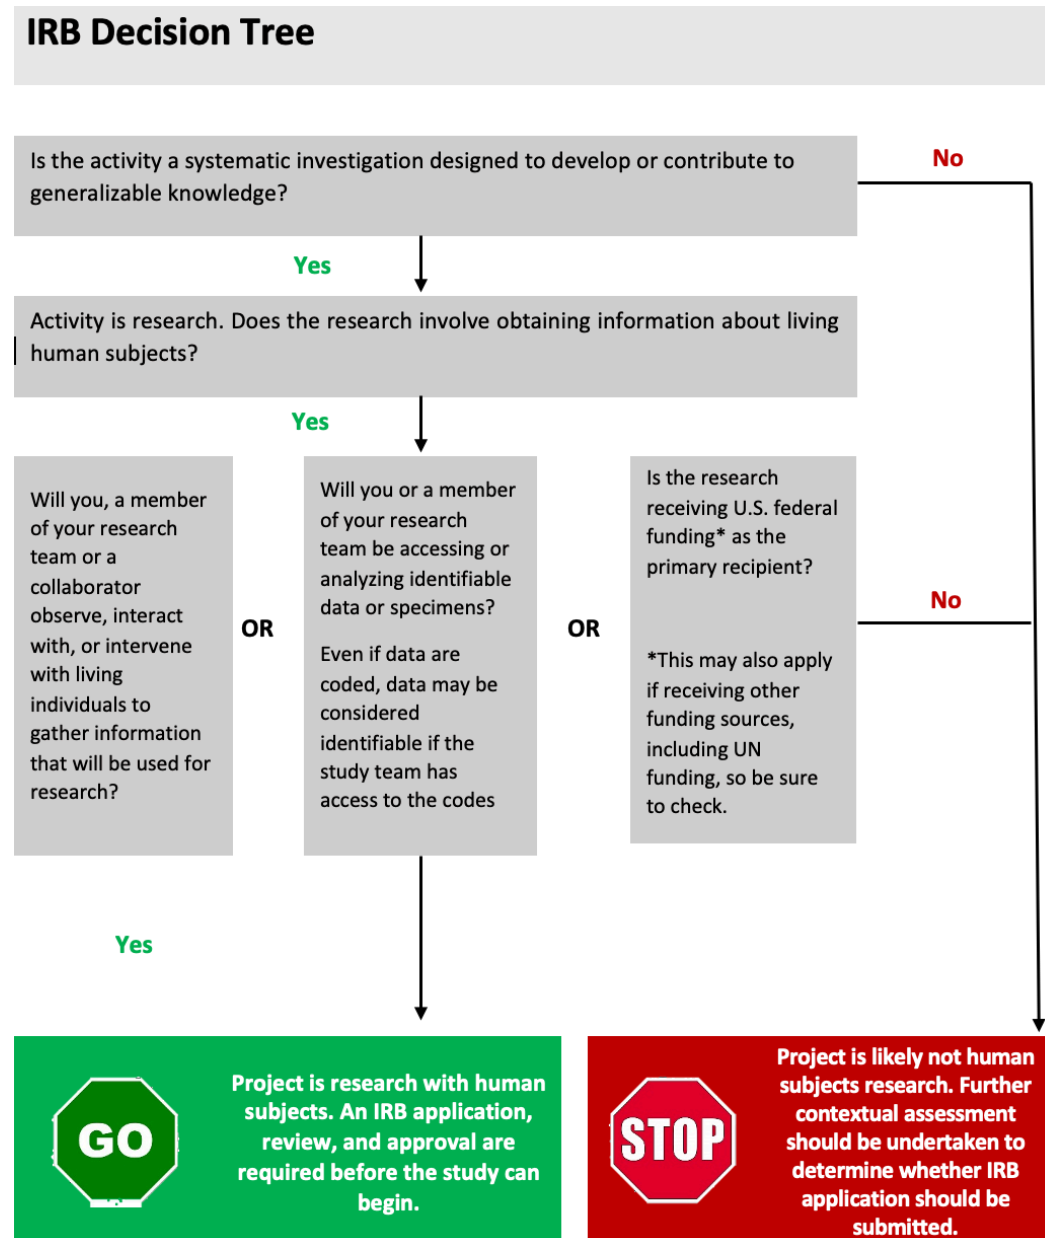 IRB Decision Tree
Is the activity a systematic investigation designed to develop or contribute to
generalizable knowledge?
No
Yes
Activity is research. Does the research involve obtaining information about living
human subjects?
Yes
Will you, a member
of your research
team or a
collaborator
observe, interact
with, or intervene
with living
individuals to
gather information
that will be used for
research?
OR
Will you or a member
of your research
team be accessing or
analyzing identifiable
data or specimens?
Even if data are
coded, data may be
considered
identifiable if the
study team has
access to the codes
OR
Is the research
receiving U.S. federal
funding* as the
primary recipient?
*This may also apply
if receiving other
funding sources,
including UN
funding, so be sure
to check.
No
Yes
GO
Project is research with human
subjects. An IRB application,
review, and approval are
required before the study can
begin.
STOP
Project is likely not human
subjects research. Further
contextual assessment
should be undertaken to
determine whether IRB
application should be
submitted.